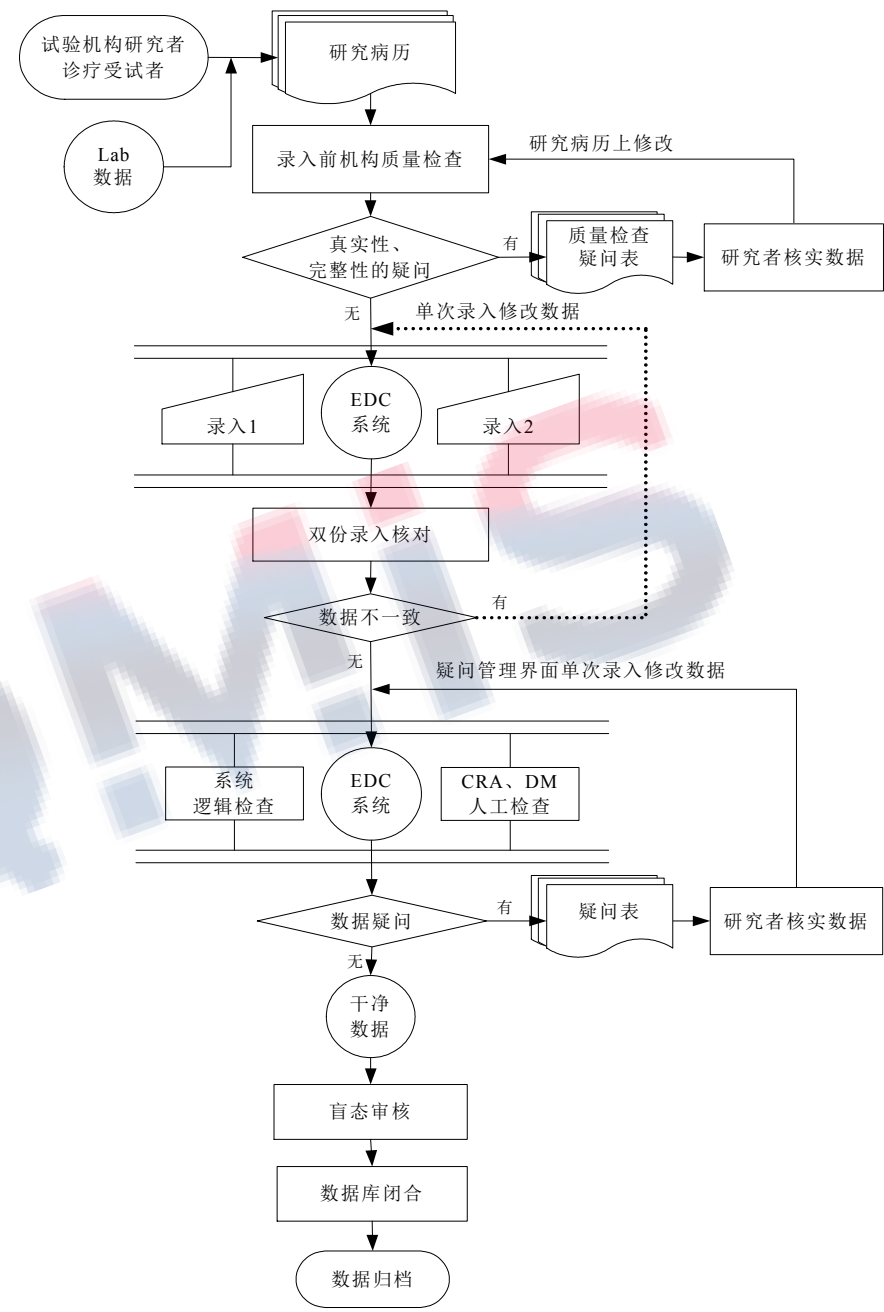 试验机构研究者
诊疗受试者
研究病历
Lab
数据
录入前机构质量检查
研究病历上修改
真实性、
完整性的疑问
有
质量检查
疑问表
研究者核实数据
无
单次录入修改数据
录入1
EDC
系统
录入2
双份录入核对
数据不一致
有
无
疑问管理界面单次录入修改数据
系统
逻辑检查
EDC
系统
CRA、DM
人工检查
数据疑问
有
疑问表
研究者核实数据
无
干净
数据
盲态审核
数据库闭合
数据归档
QMis